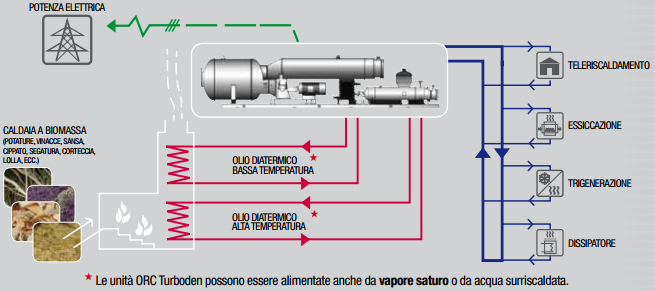 POTENZA ELETTRICA
TELERISCALDAMENTO
CALDAIA A BIOMASSA
(POTATURE, VINACCE, SANSA,
CIPPATO, SEGATURA, CORTECCIA,
LOLLA, ECC.)
ESSICCAZIONE
OLIO DIATERMICO
BASSA TEMPERATURA
TRIGENERAZIONE
OLIO DIATERMICO
ALTA TEMPERATURA
DISSIPATORE
★ Le unità ORC Turboden possono essere alimentate anche da vapore saturo o da acqua surriscaldata.